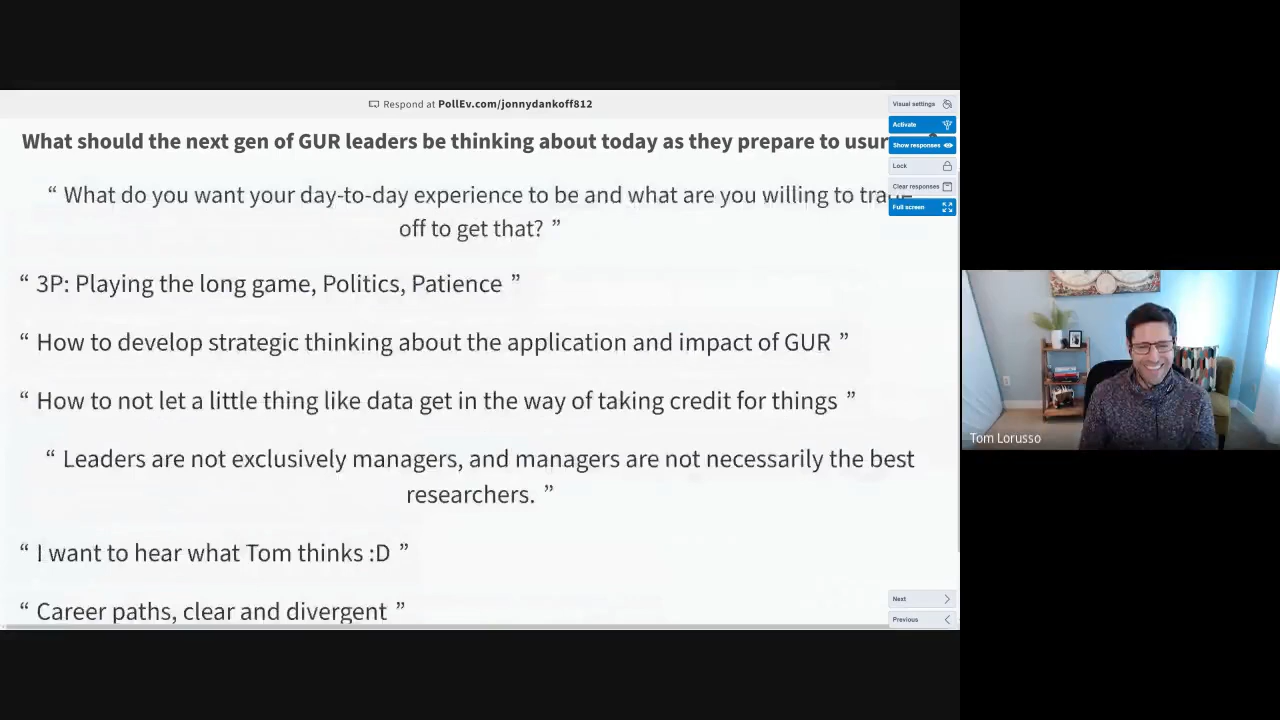 Respond at PollEv.com/jonnydankoff812
What should the next gen of GUR leaders be thinking about today as they prepare to usur
“ What do you want your day-to-day experience to be and what are you willing to trade
off to get that? ”
“ 3P: Playing the long game, Politics, Patience ”
“ How to develop strategic thinking about the application and impact of GUR ”
“ How to not let a little thing like data get in the way of taking credit for things ”
“ Leaders are not exclusively managers, and managers are not necessarily the best
researchers. ”
“ I want to hear what Tom thinks :D ”
“ Career paths, clear and divergent ”
Visual settings
Activate
Show responses
Lock
Clear responses
Full screen
Next
Previous
Tom Lorusso